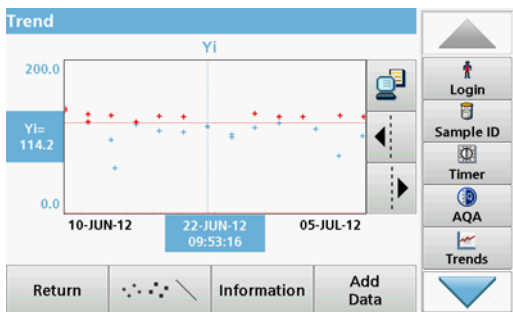 Trend
Yi
200.0
Yi=
114.2
0.0
10-JUN-12
22-JUN-12
09:53:16
05-JUL-12
Return
Information
Add
Data
Login
Sample ID
Timer
AQA
Trends